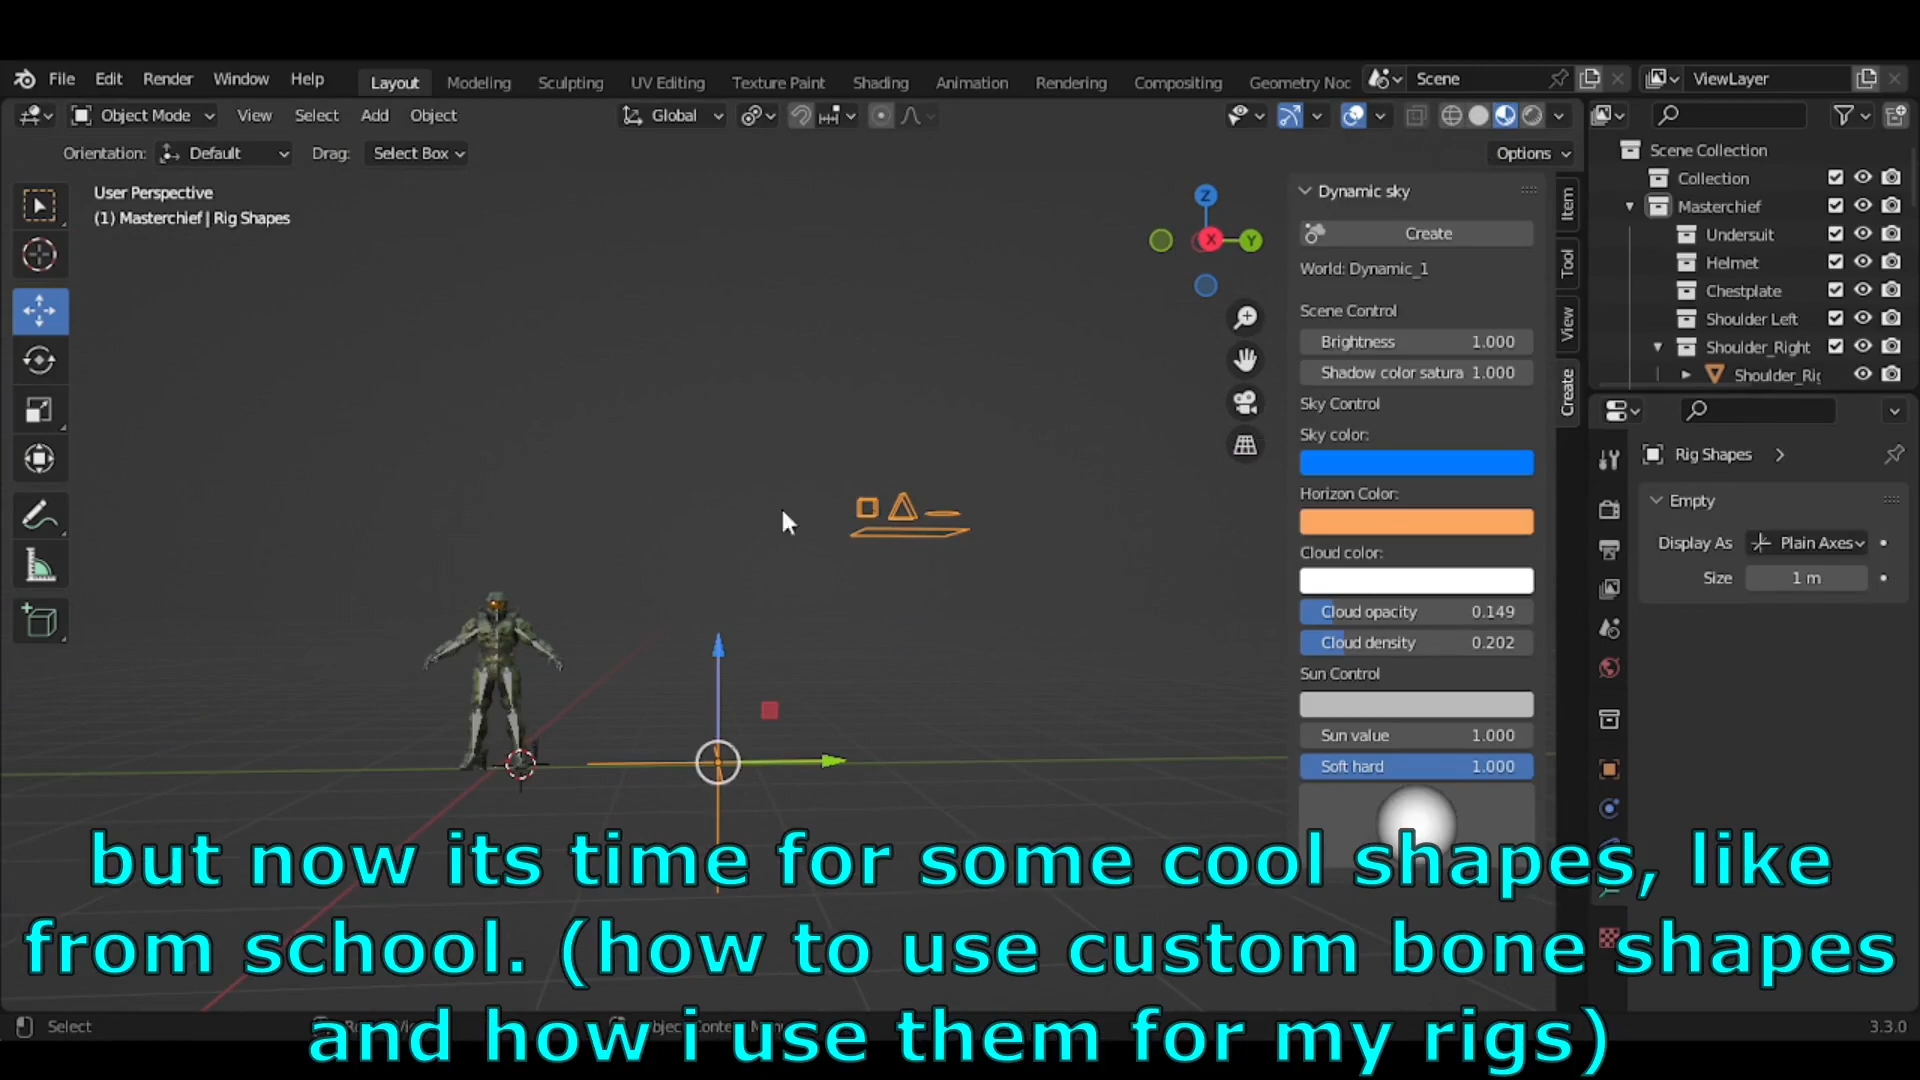 File Edit Render Window Help Layout Modeling Sculpting UV Editing Texture Paint Shading Animation Rendering Compositing Geometry Noc Scene ViewLayer
Object Mode View Select Add Object Global
Orientation: Default Drag: Select Box Options
User Perspective
(1) Masterchief | Rig Shapes
Z
X
Y
Dynamic sky
Create
World: Dynamic_1
Scene Control
Brightness 1.000
Shadow color satura 1.000
Sky Control
Sky color:
Horizon Color:
Cloud color:
Cloud opacity 0.149
Cloud density 0.202
Sun Control
Sun value 1.000
Soft hard 1.000
Item
Tool
View
Create
Scene Collection
Collection
Masterchief
Undersuit
Helmet
Chestplate
Shoulder Left
Shoulder_Right
Shoulder_Rig
Rig Shapes
Empty
Display As Plain Axes
Size 1 m
but now its time for some cool shapes, like
from school. (how to use custom bone shapes
and how i use them for my rigs)
Select
3.3.0